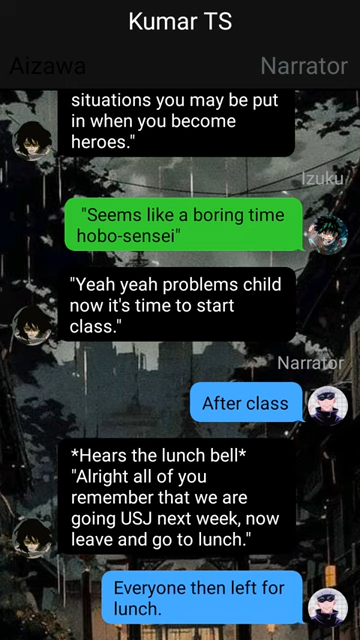 Kumar TS
Aizawa
Narrator
situations you may be put
in when you become
heroes."
Izuku
"Seems like a boring time
hobo-sensei"
"Yeah yeah problems child
now it's time to start
class."
Narrator
After class
*Hears the lunch bell*
"Alright all of you
remember that we are
going USJ next week, now
leave and go to lunch."
Everyone then left for
lunch.